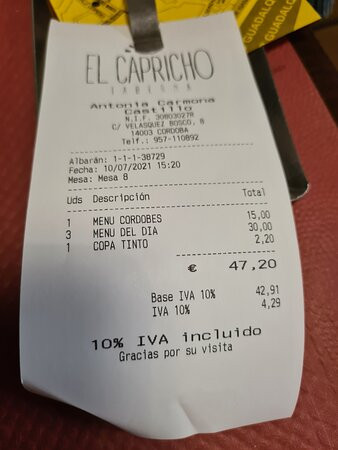 EL CAPRICHO
TABERNA
Antonia Carmona
Castillo
N.I.F. 30803027R
C/ VELASQUEZ BOSCO, 8
14003 CORDOBA
Telf.: 957-110892
Albarán: 1-1-1-38729
Fecha: 10/07/2021 15:20
Mesa: Mesa 8
Uds Descripción Total
1 MENU CORDOBES 15,00
3 MENU DEL DIA 30,00
1 COPA TINTO 2,20
€ 47,20
Base IVA 10% 42,91
IVA 10% 4,29
10% IVA incluido
Gracias por su visita
GUADAL